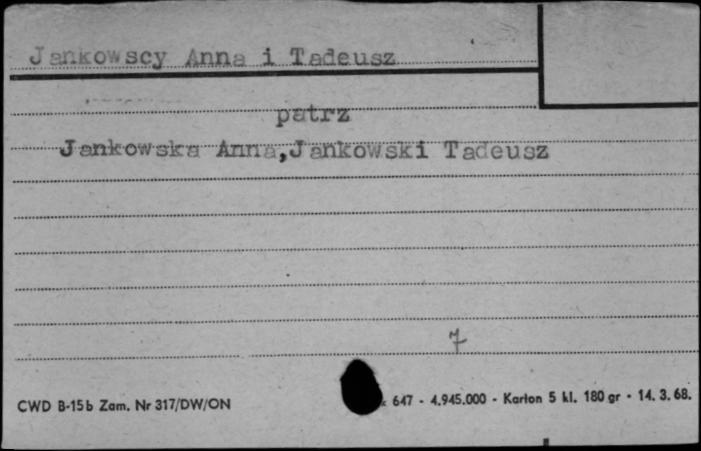 Jankowscy Anna i Tadeusz
patrz
Jankowska Anna, Jankowski Tadeusz
7
CWD B-15b Zam. Nr 317/DW/ON
647 - 4.945.000 - Karton 5 kl. 180 gr - 14. 3. 68.